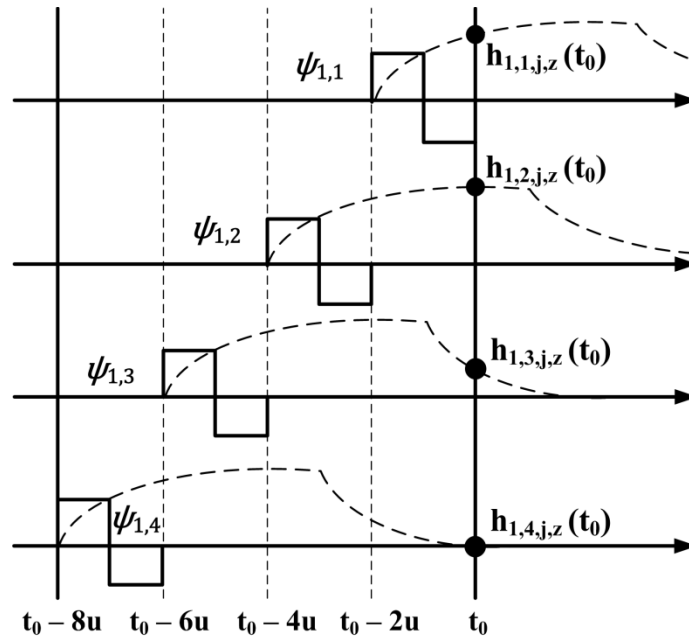 ψ1,1
h1,1,j,z(t0)
ψ1,2
h1,2,j,z(t0)
ψ1,3
h1,3,j,z(t0)
ψ1,4
h1,4,j,z(t0)
t0 – 8u t0 – 6u t0 – 4u t0 – 2u t0